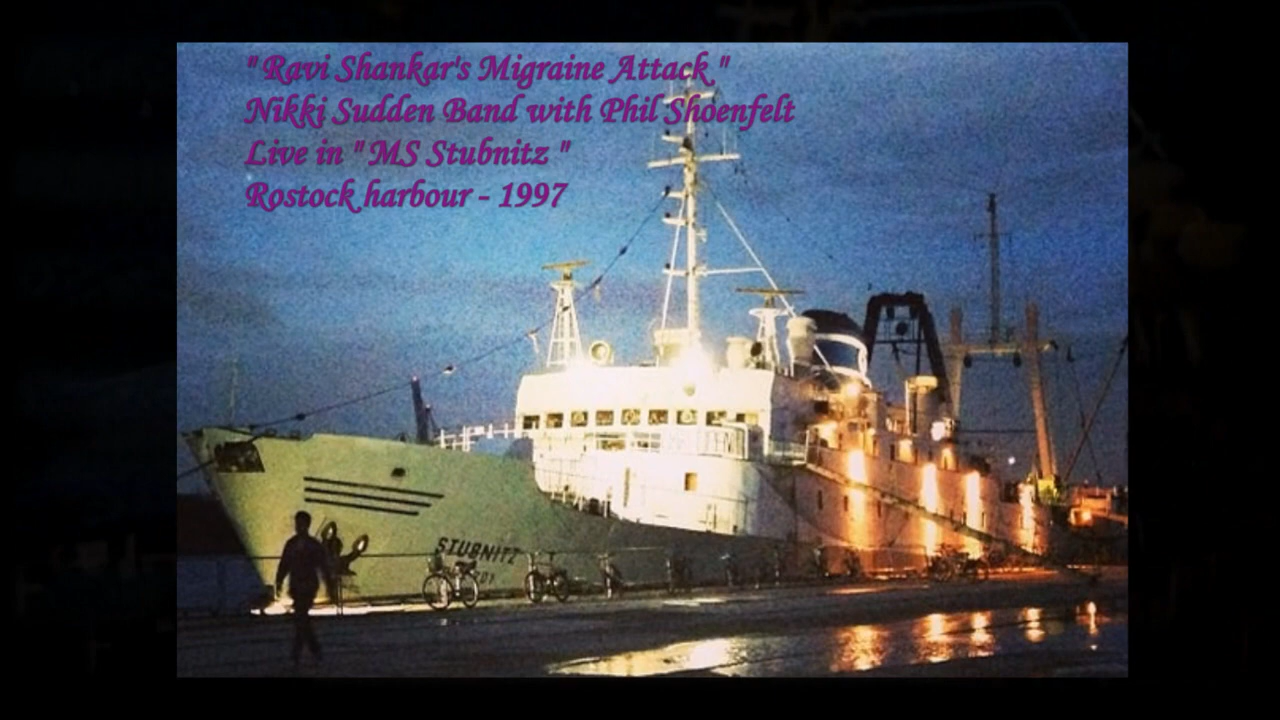 " Ravi Shankar's Migraine Attack "
Nikki Sudden Band with Phil Shoenfelt
Live in " MS Stubnitz "
Rostock harbour - 1997
STUBNITZ